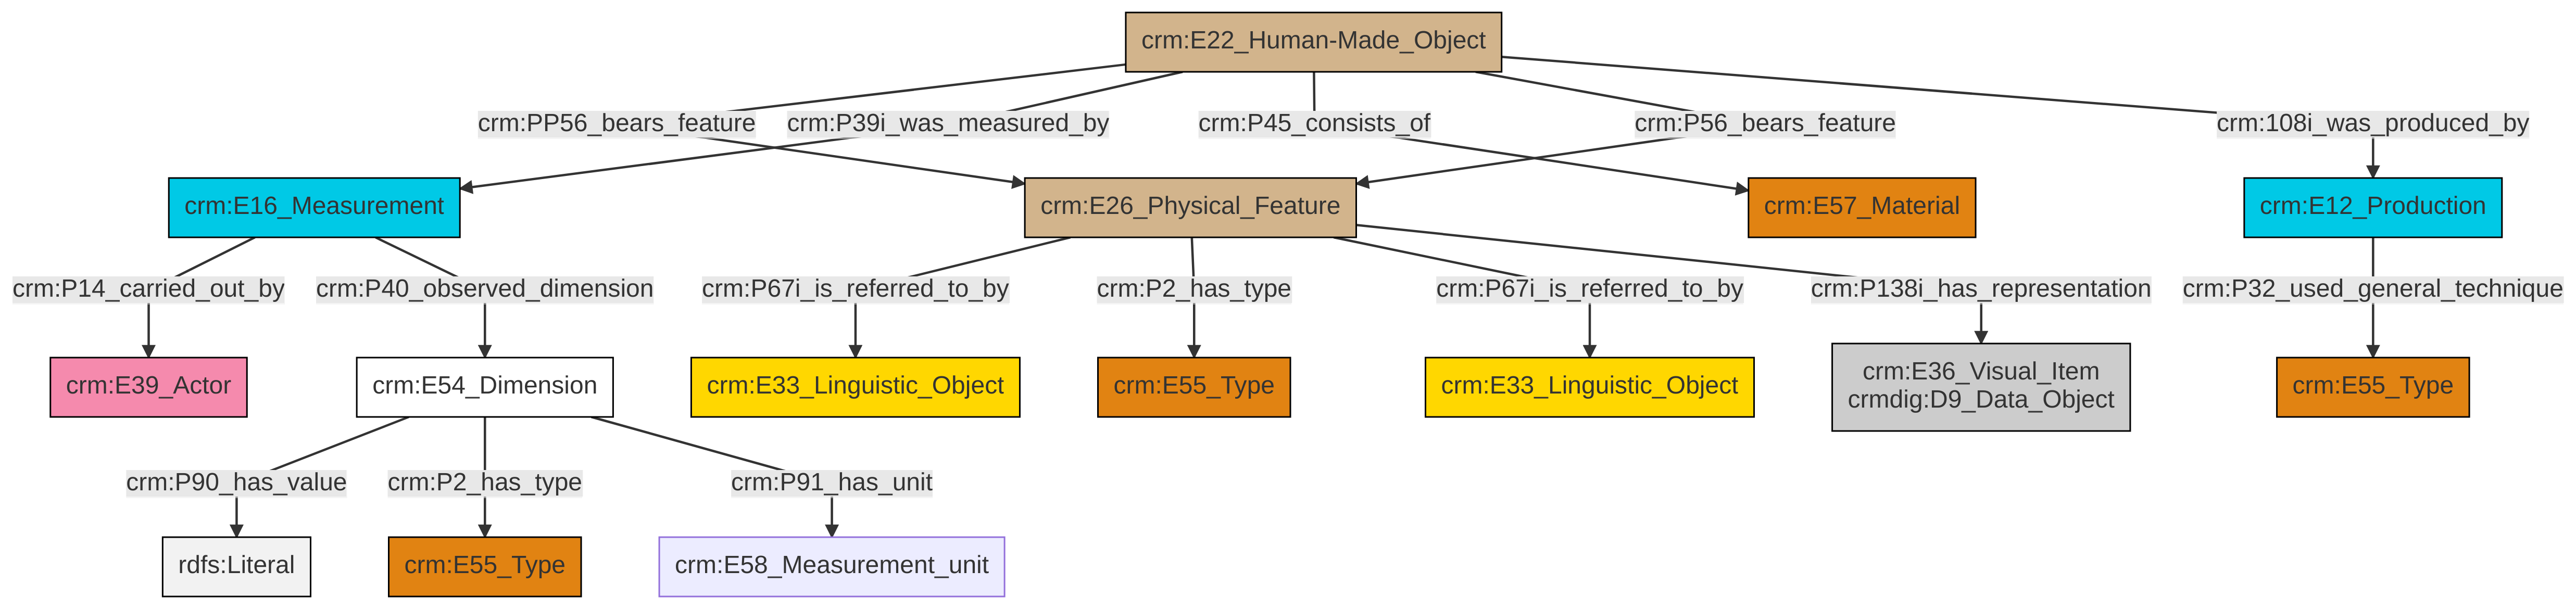 crm:E22_Human-Made_Object
crm:PP56_bears_feature
crm:P39i_was_measured_by
crm:P45_consists_of
crm:P56_bears_feature
crm:108i_was_produced_by
crm:E16_Measurement
crm:E26_Physical_Feature
crm:E57_Material
crm:E12_Production
crm:P14_carried_out_by
crm:P40_observed_dimension
crm:P67i_is_referred_to_by
crm:P2_has_type
crm:P67i_is_referred_to_by
crm:P138i_has_representation
crm:P32_used_general_technique
crm:E39_Actor
crm:E54_Dimension
crm:E33_Linguistic_Object
crm:E55_Type
crm:E33_Linguistic_Object
crm:E36_Visual_Item
crmdig:D9_Data_Object
crm:E55_Type
crm:P90_has_value
crm:P2_has_type
crm:P91_has_unit
rdfs:Literal
crm:E55_Type
crm:E58_Measurement_unit